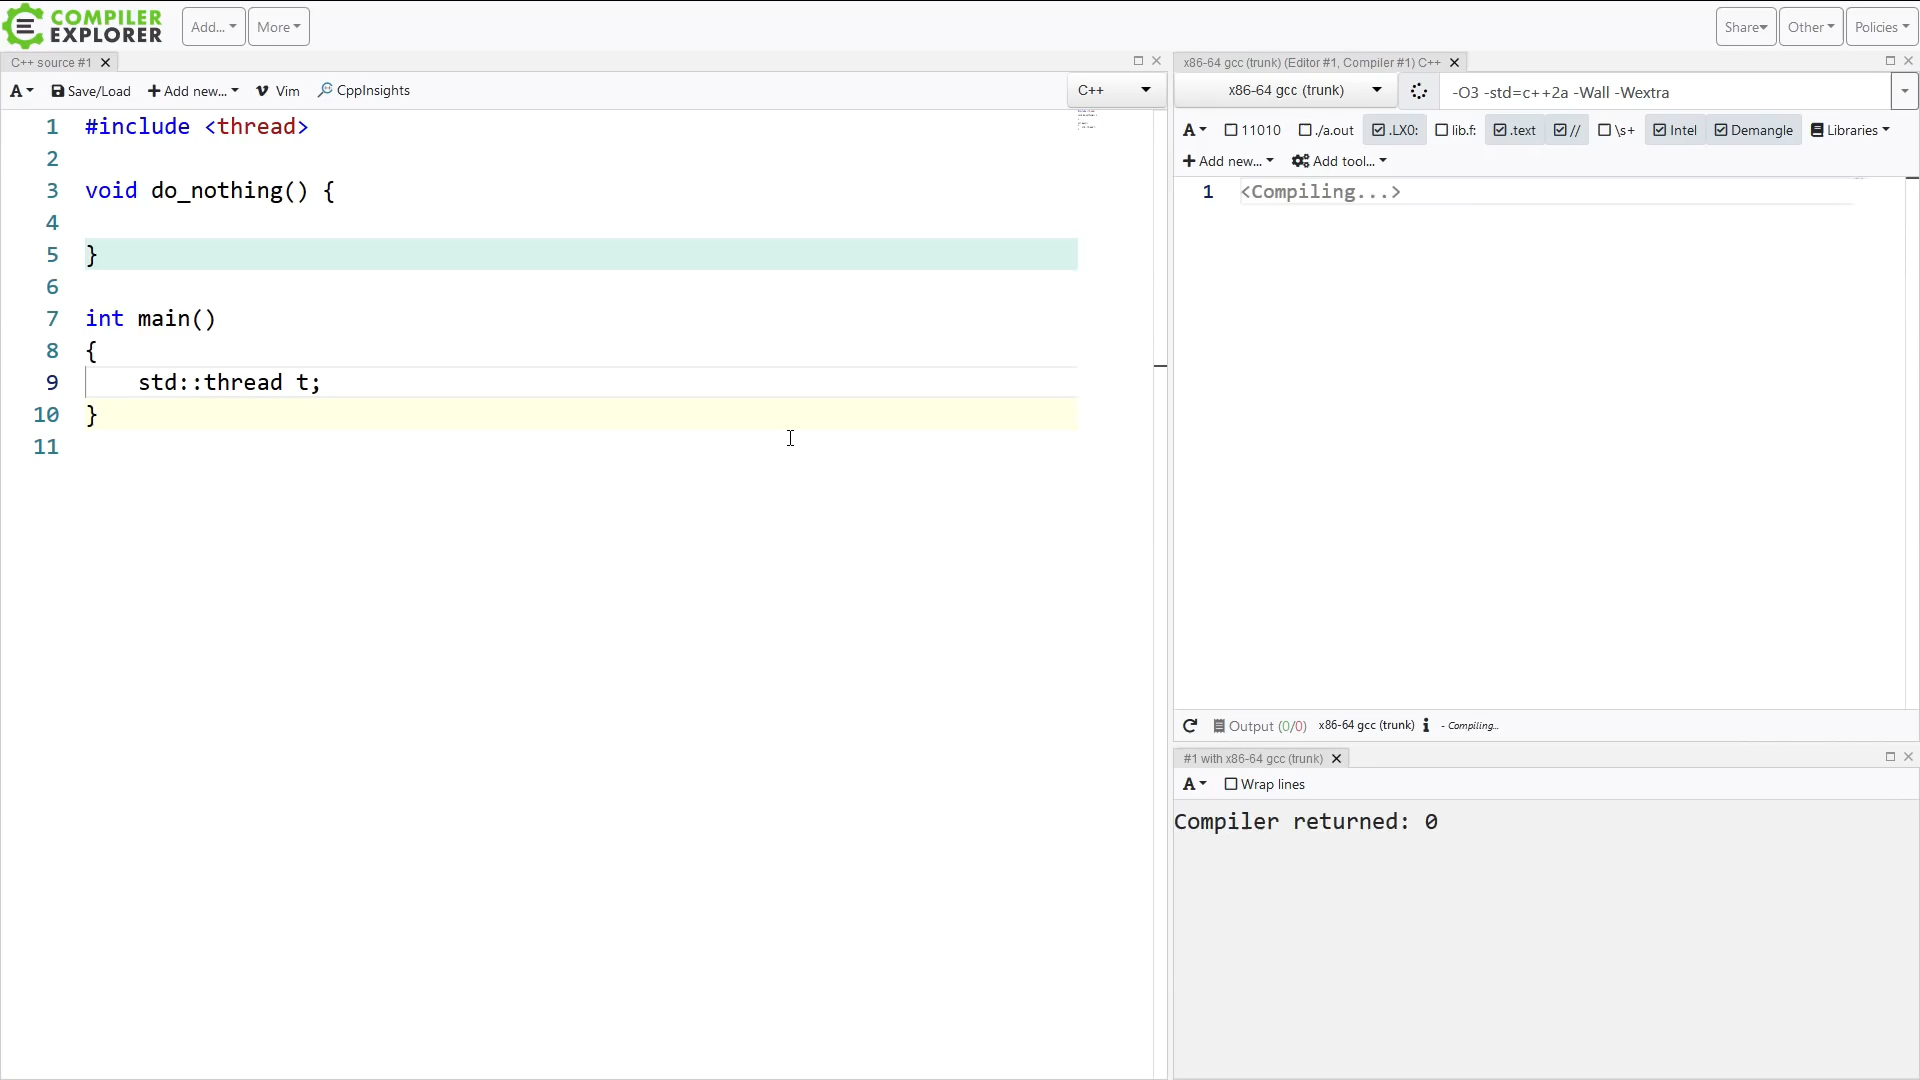 COMPILER
EXPLORER
Add...
More
Share
Other
Policies
C++ source #1
A
Save/Load
Add new...
Vim
CppInsights
C++
1 #include <thread>
2
3 void do_nothing() {
4
5 }
6
7 int main()
8 {
9     std::thread t;
10 }
11
x86-64 gcc (trunk) (Editor #1, Compiler #1) C++
x86-64 gcc (trunk)
-O3 -std=c++2a -Wall -Wextra
A
11010
./a.out
.LX0:
lib.f:
.text
//
\s+
Intel
Demangle
Libraries
Add new...
Add tool...
1 <Compiling...>
Output (0/0)
x86-64 gcc (trunk)
- Compiling...
#1 with x86-64 gcc (trunk)
A
Wrap lines
Compiler returned: 0